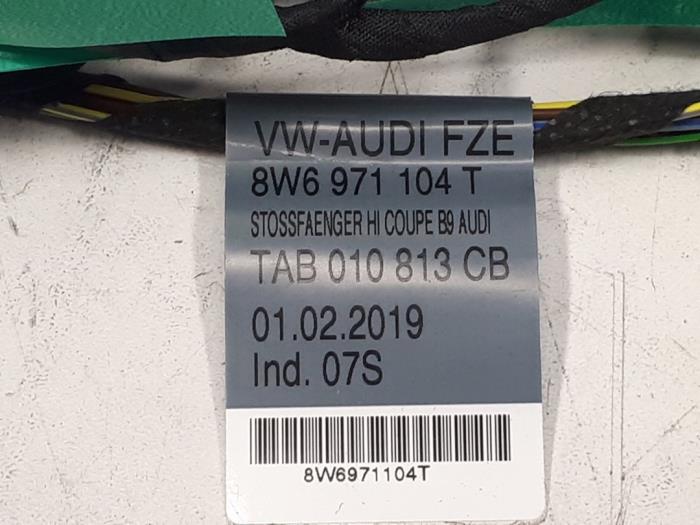 VW-AUDI FZE
8W6 971 104 T
STOSSFAENGER HI COUPE B9 AUDI
TAB 010 813 CB
01.02.2019
Ind. 07S
8W6971104T